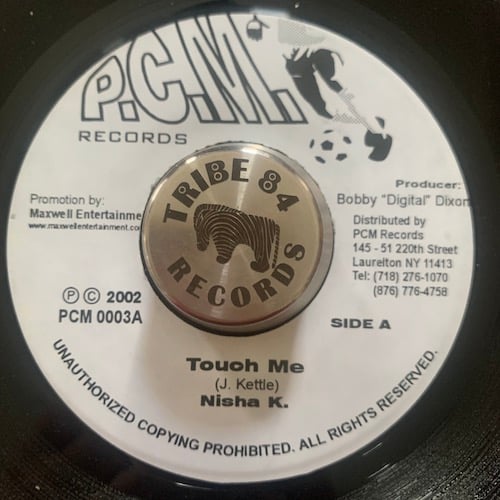 P.C.M.
RECORDS
Promotion by:
Maxwell Entertainme
www.maxwellentertainment.co
Producer:
Bobby "Digital" Dixon
Distributed by
PCM Records
145 - 51 220th Street
Laurelton NY 11413
Tel: (718) 276-1070
(876) 776-4758
TRIBE 84
RECORDS
Ⓟ © 2002
PCM 0003A
SIDE A
Touch Me
(J. Kettle)
Nisha K.
UNAUTHORIZED COPYING PROHIBITED. ALL RIGHTS RESERVED.